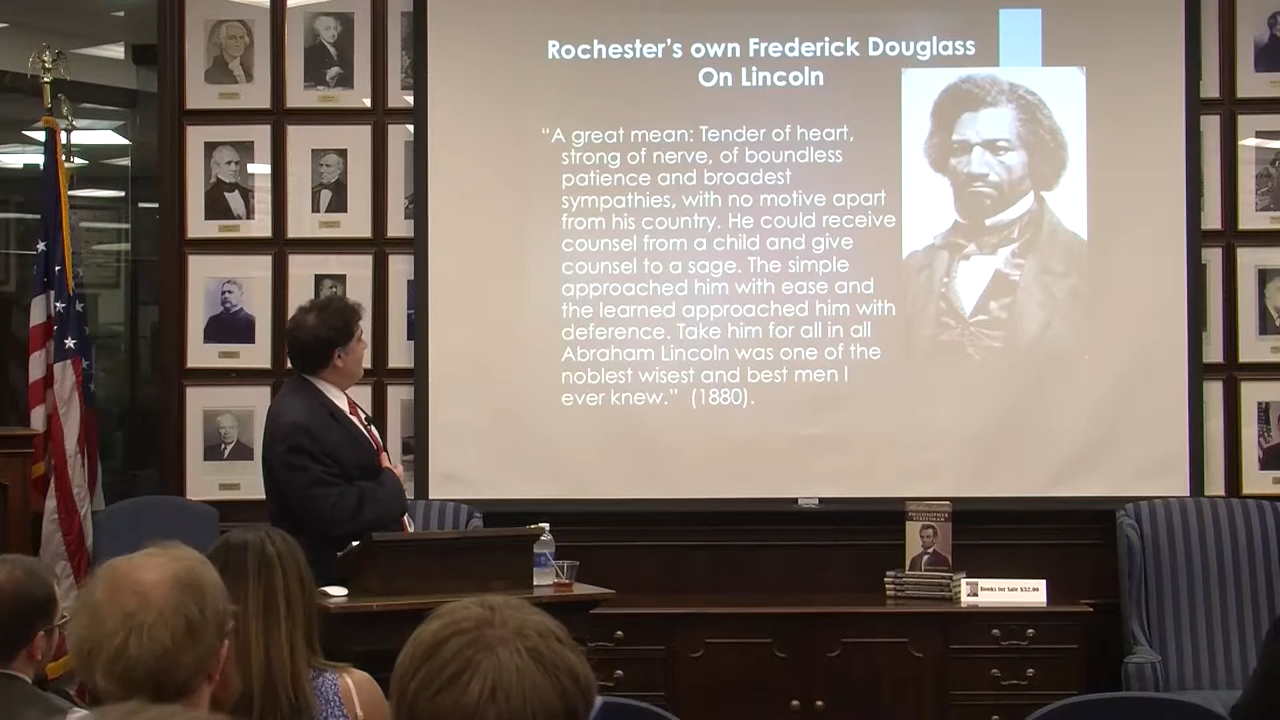 Rochester's own Frederick Douglass
On Lincoln
“A great mean: Tender of heart,
strong of nerve, of boundless
patience and broadest
sympathies, with no motive apart
from his country. He could receive
counsel from a child and give
counsel to a sage. The simple
approached him with ease and
the learned approached him with
deference. Take him for all in all
Abraham Lincoln was one of the
noblest wisest and best men I
ever knew.” (1880).
PHILOSOPHER
STATESMAN
Books for Sale $32.00